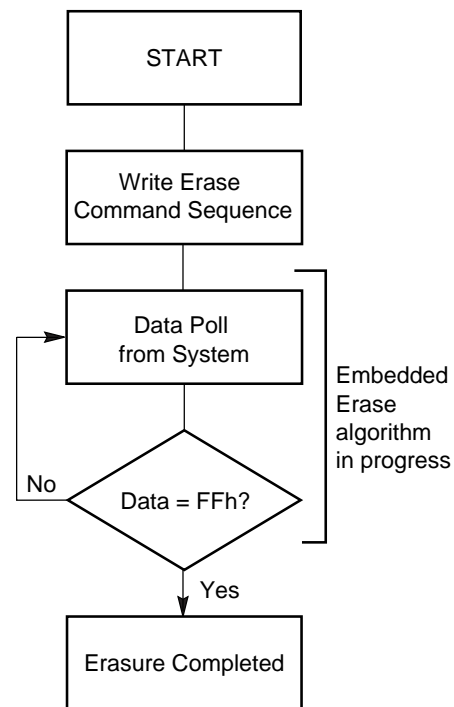 START
Write Erase
Command Sequence
Data Poll
from System
Embedded
Erase
algorithm
in progress
No
Data = FFh?
Yes
Erasure Completed